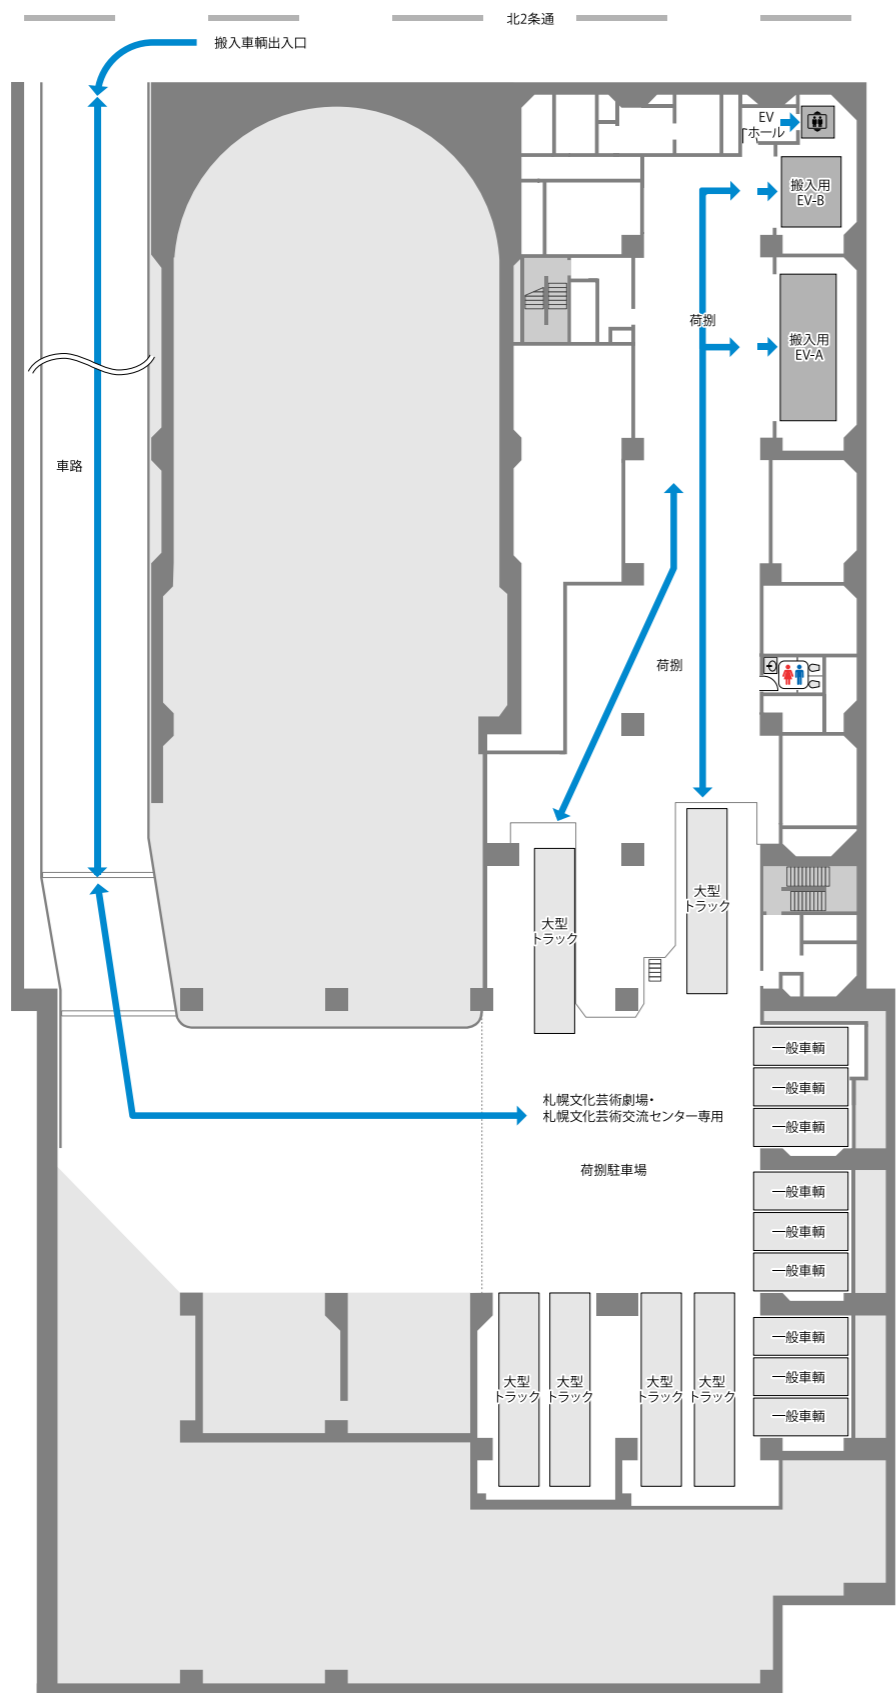 北2条通
搬入車輌出入口
EV
ホール
搬入用
EV-B
荷捌
搬入用
EV-A
車路
荷捌
大型
トラック
大型
トラック
一般車輌
一般車輌
札幌文化芸術劇場・
札幌文化芸術交流センター専用
一般車輌
荷捌駐車場
一般車輌
一般車輌
一般車輌
一般車輌
一般車輌
一般車輌
大型
トラック
大型
トラック
大型
トラック
大型
トラック